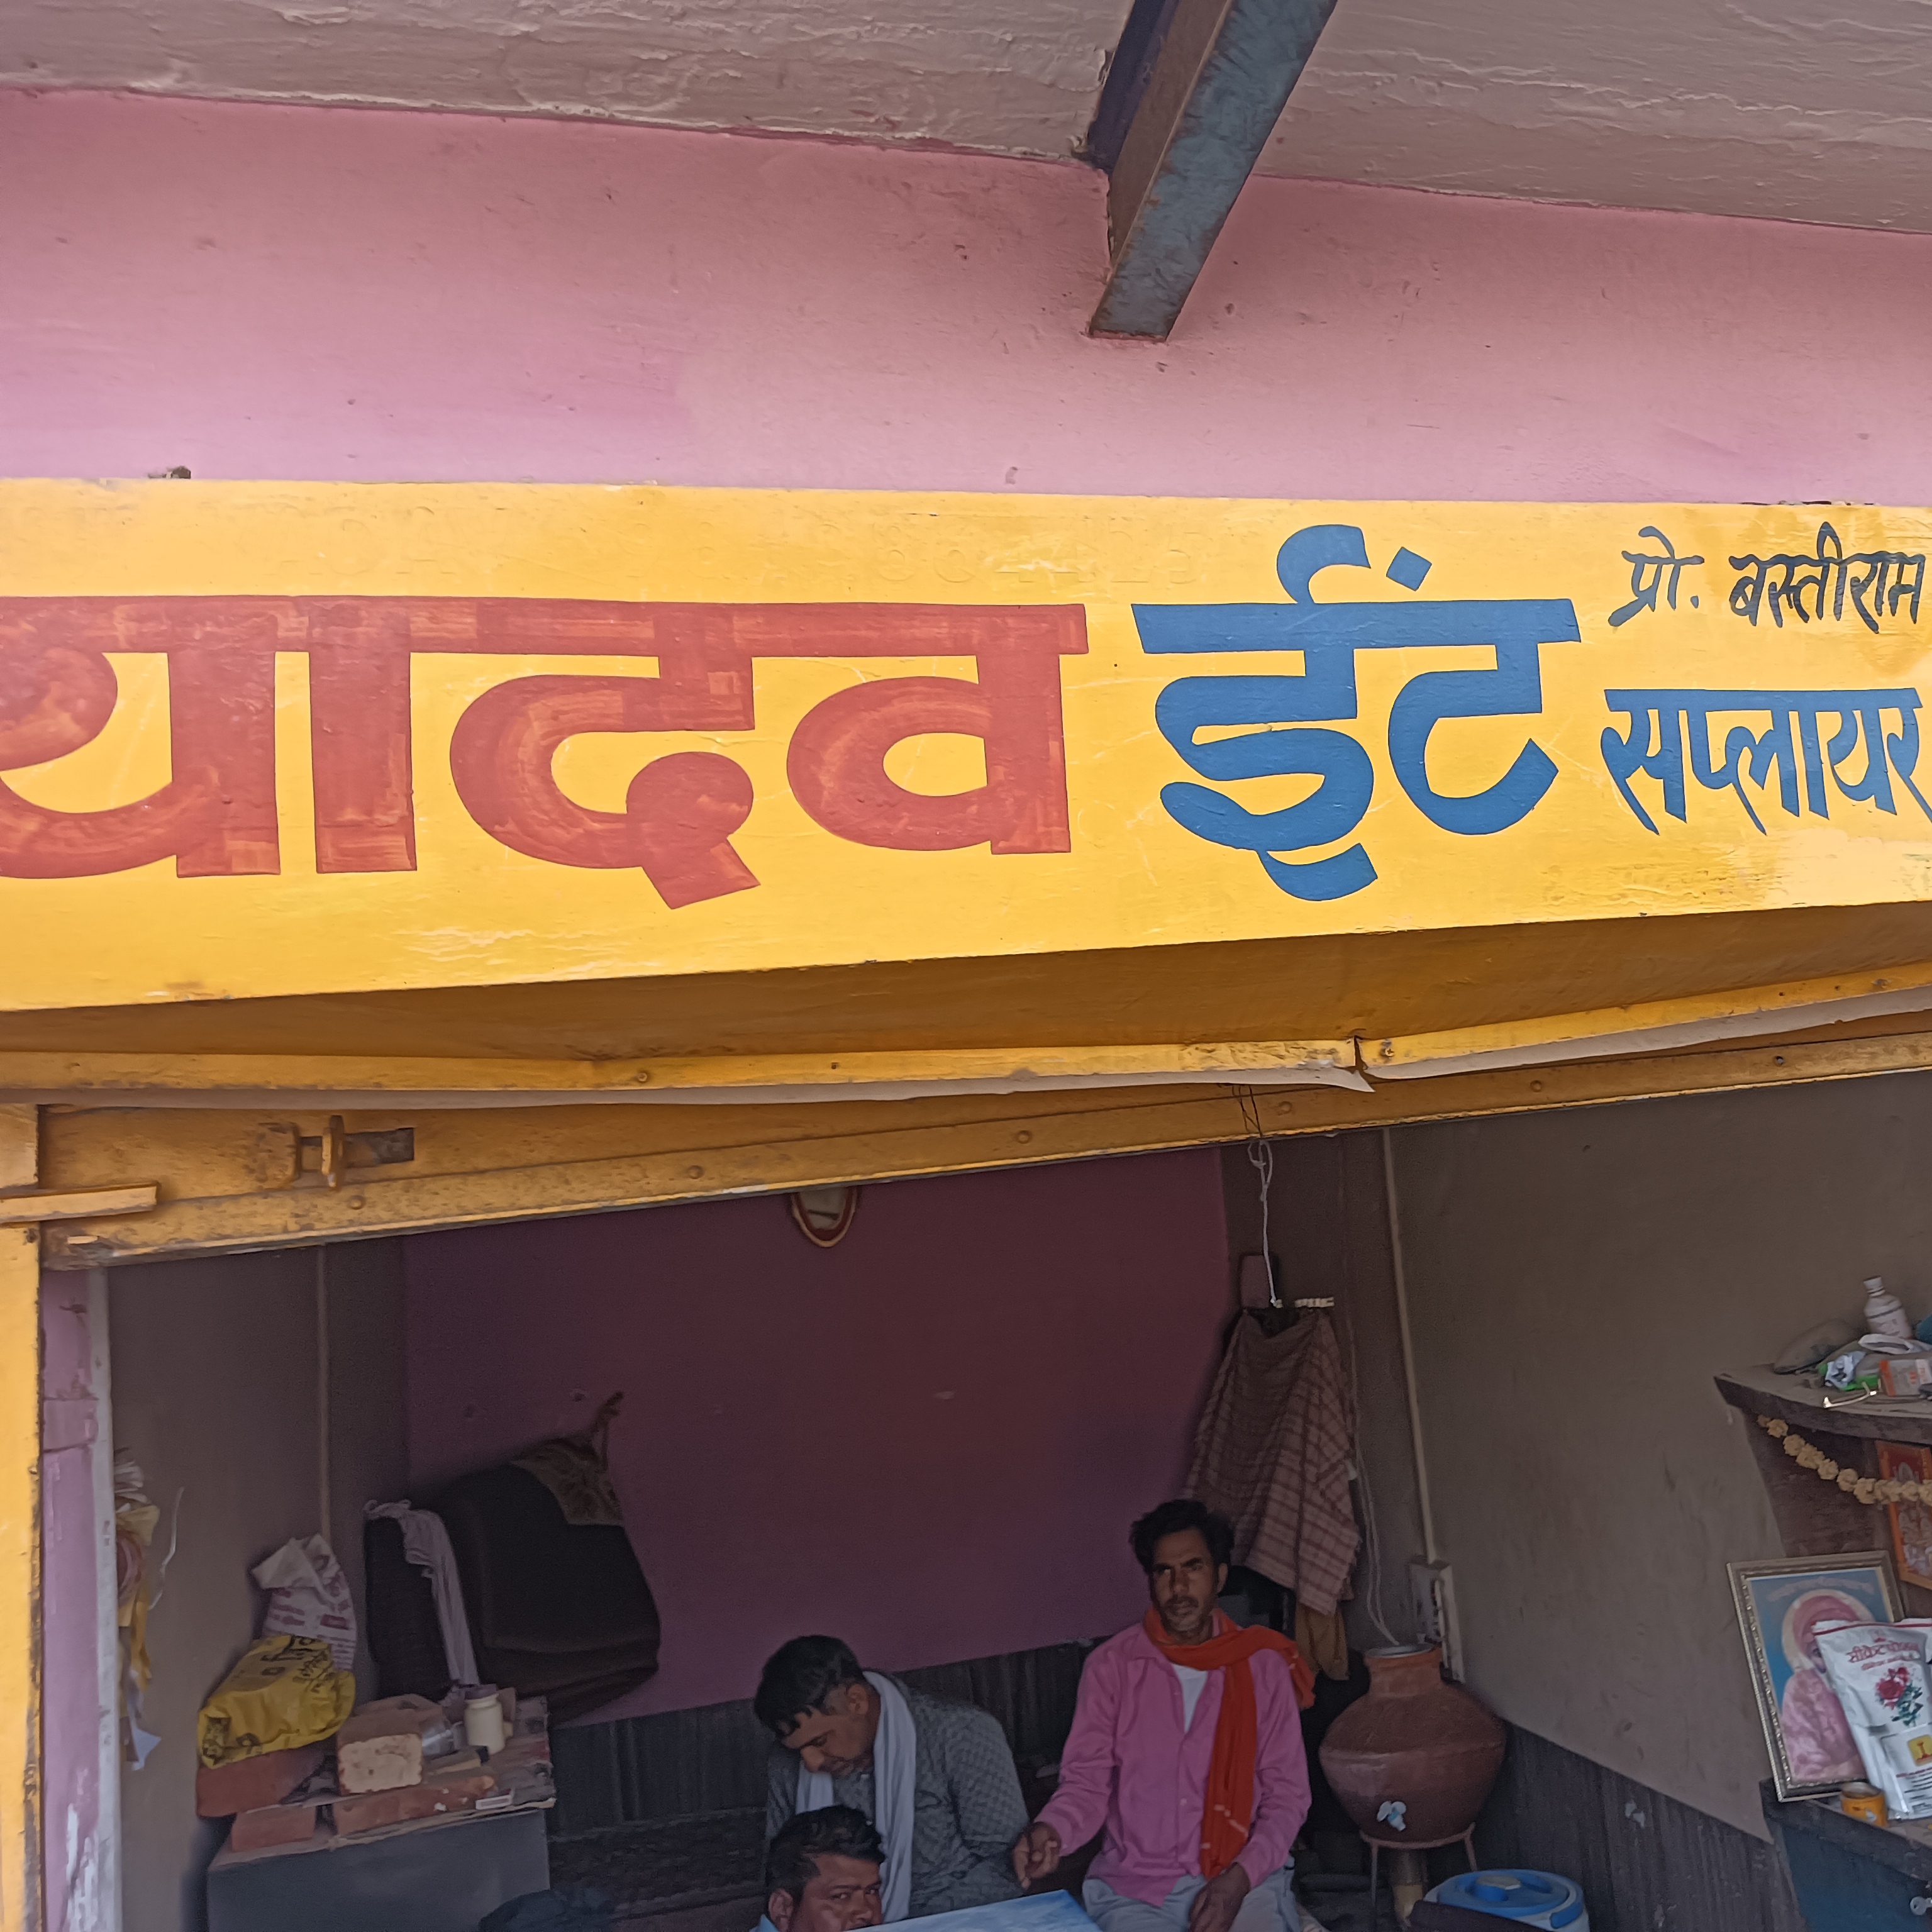 यादव ईंट
प्रो. बस्तीराम
सप्लायर